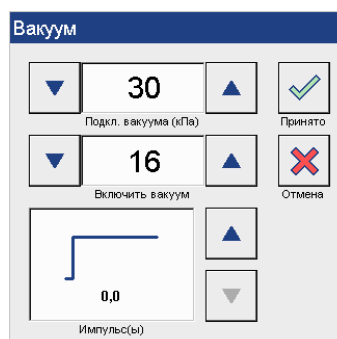 Вакуум
30
Подкл. вакуума (кПа)
Принято
16
Включить вакуум
Отмена
0,0
Импульс(ы)